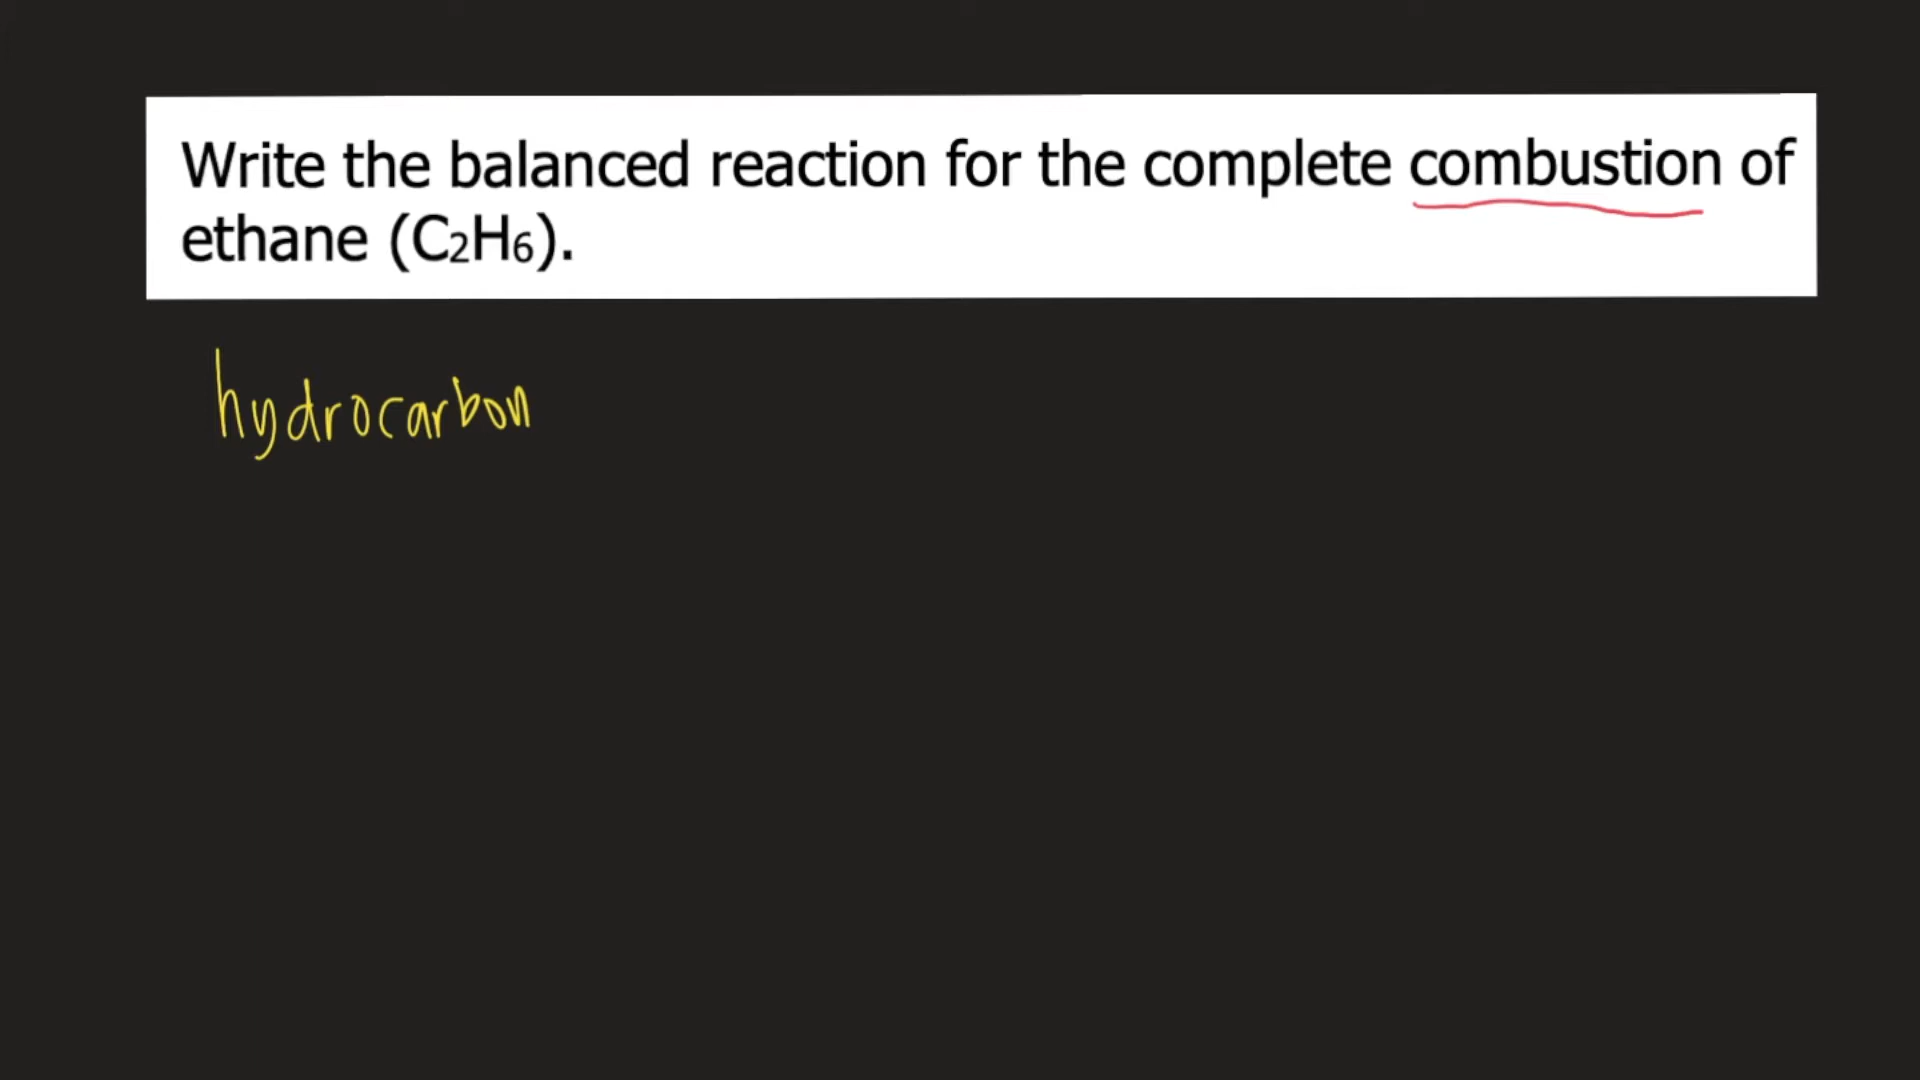 Write the balanced reaction for the complete combustion of
ethane (C₂H₆).
hydrocarbon